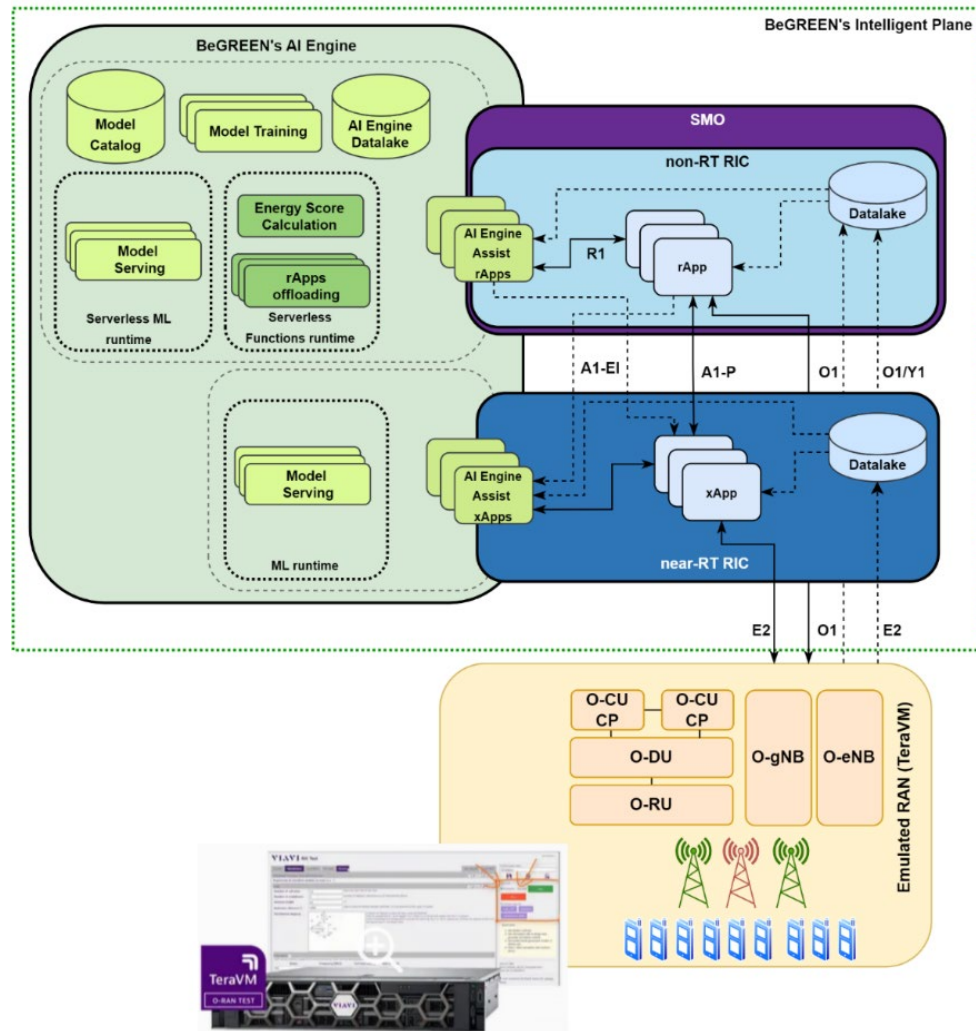 BeGREEN's Intelligent Plane
BeGREEN's AI Engine
Model
Catalog
Model Training
AI Engine
Datalake
SMO
non-RT RIC
Energy Score
Calculation
Model
Serving
rApps
offloading
Serverless ML
runtime
Serverless
Functions runtime
AI Engine
Assist
rApps
R1
rApp
Datalake
A1-EI
A1-P
O1
O1/Y1
Model
Serving
ML runtime
AI Engine
Assist
xApps
xApp
Datalake
near-RT RIC
E2
O1
E2
O-CU
CP
O-CU
CP
O-DU
O-RU
O-gNB
O-eNB
Emulated RAN (TeraVM)
VIAVI
TeraVM
O-RAN TEST
VIAVI